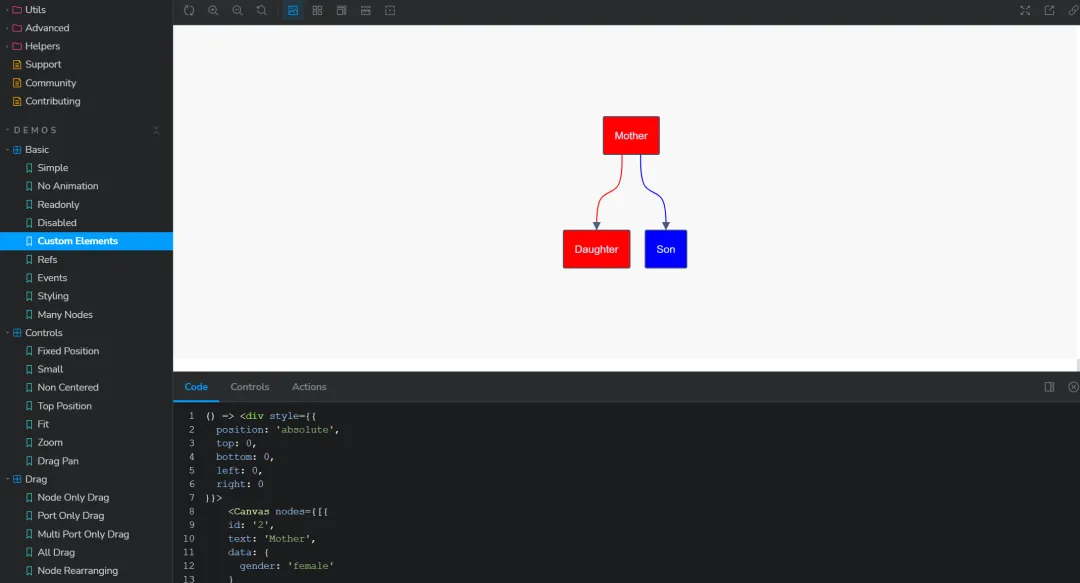 Utils
Advanced
Helpers
Support
Community
Contributing
DEMOS
Basic
Simple
No Animation
Readonly
Disabled
Custom Elements
Refs
Events
Styling
Many Nodes
Controls
Fixed Position
Small
Non Centered
Top Position
Fit
Zoom
Drag Pan
Drag
Node Only Drag
Port Only Drag
Multi Port Only Drag
All Drag
Node Rearranging
Mother
Daughter
Son
Code
Controls
Actions
1 () => <div style={{
2 position: 'absolute',
3 top: 0,
4 bottom: 0,
5 left: 0,
6 right: 0
7 }}>
8 <Canvas nodes={[{
9 id: '2',
10 text: 'Mother',
11 data: {
12 gender: 'female'
13 }